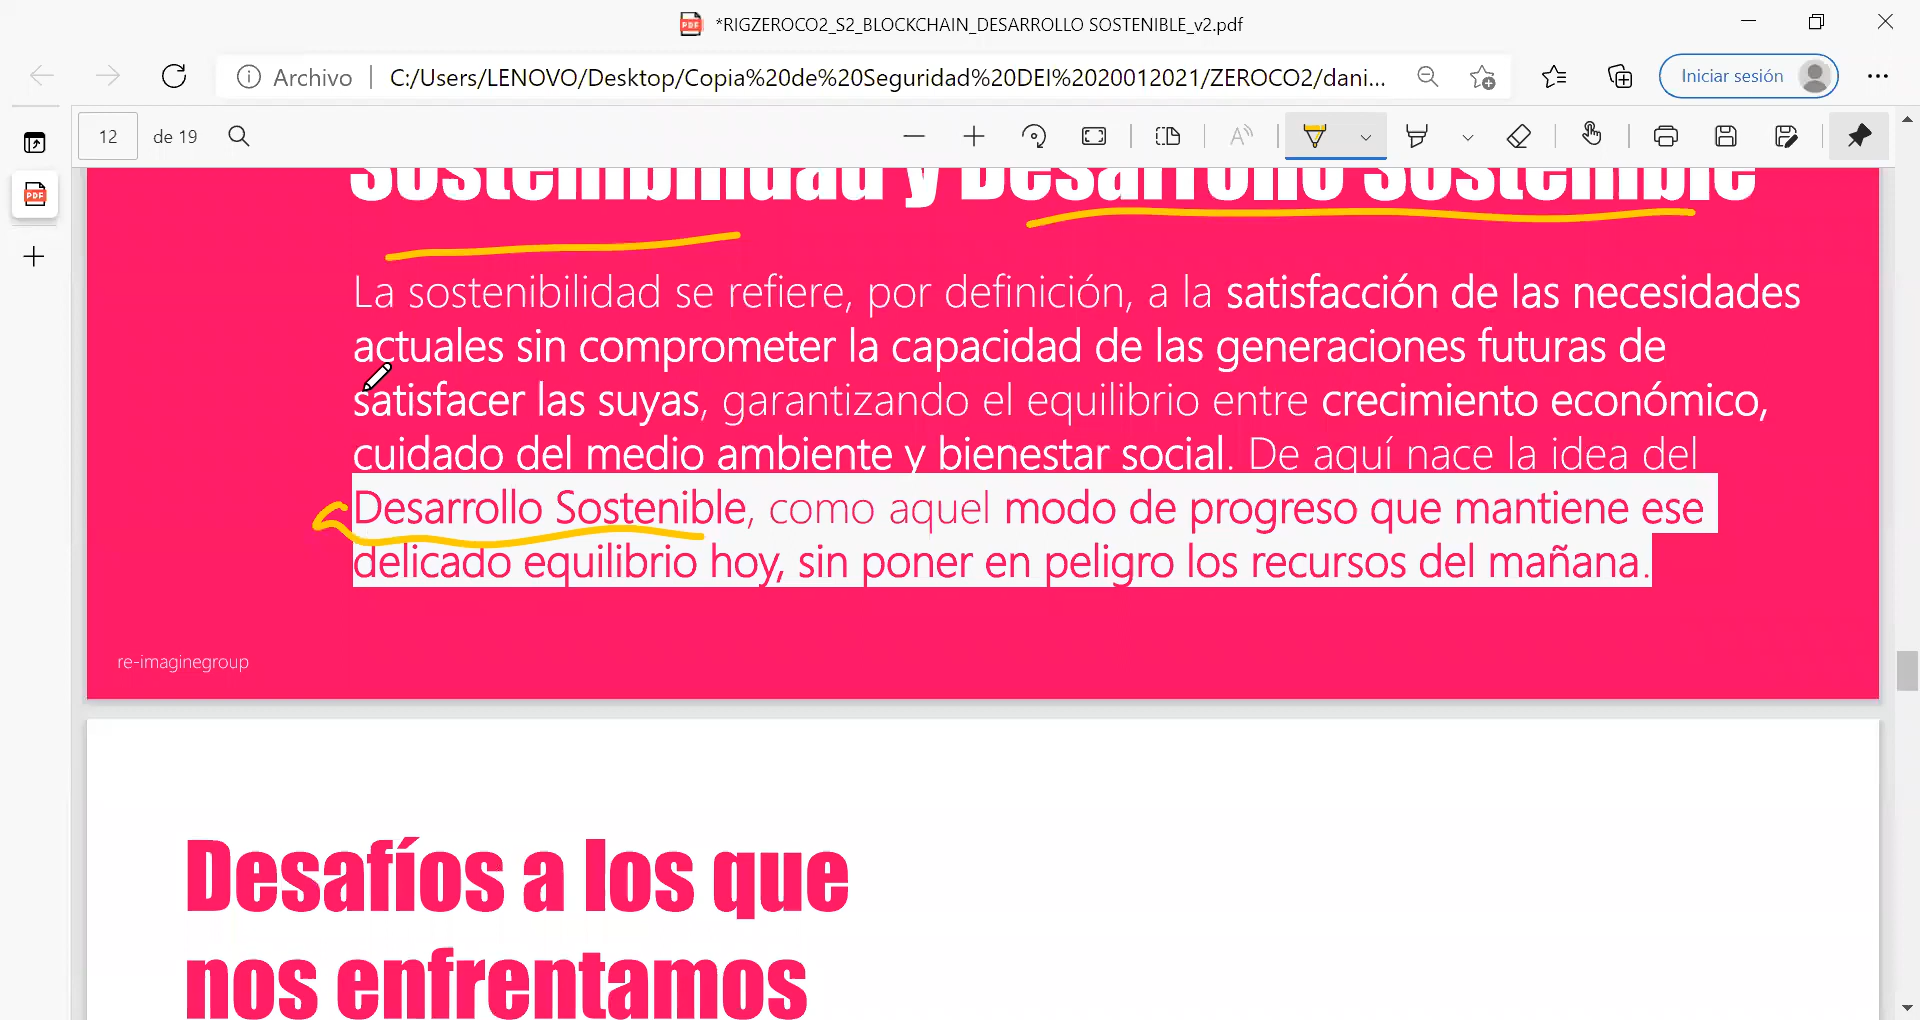 *RIGZEROCO2_S2_BLOCKCHAIN_DESARROLLO SOSTENIBLE_v2.pdf
Archivo | C:/Users/LENOVO/Desktop/Copia%20de%20Seguridad%20DEI%2020012021/ZEROCO2/dani...
Iniciar sesión
12 de 19
Sostenibilidad y Desarrollo Sostenible
La sostenibilidad se refiere, por definición, a la satisfacción de las necesidades
actuales sin comprometer la capacidad de las generaciones futuras de
satisfacer las suyas, garantizando el equilibrio entre crecimiento económico,
cuidado del medio ambiente y bienestar social. De aquí nace la idea del
Desarrollo Sostenible, como aquel modo de progreso que mantiene ese
delicado equilibrio hoy, sin poner en peligro los recursos del mañana.
re-imaginegroup
Desafíos a los que
nos enfrentamos